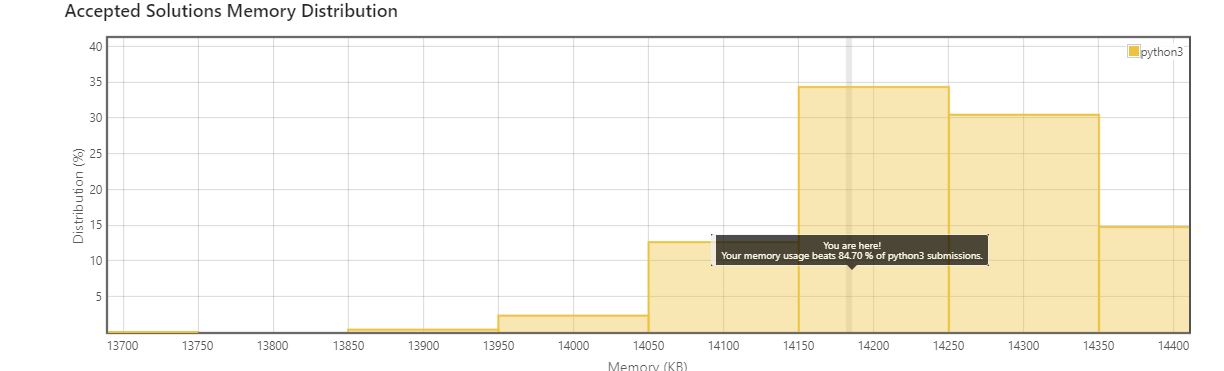 Accepted Solutions Memory Distribution
40
35
30
25
20
15
10
5
Distribution (%)
python3
You are here!
Your memory usage beats 84.70 % of python3 submissions.
13700 13750 13800 13850 13900 13950 14000 14050 14100 14150 14200 14250 14300 14350 14400
Memory (KB)